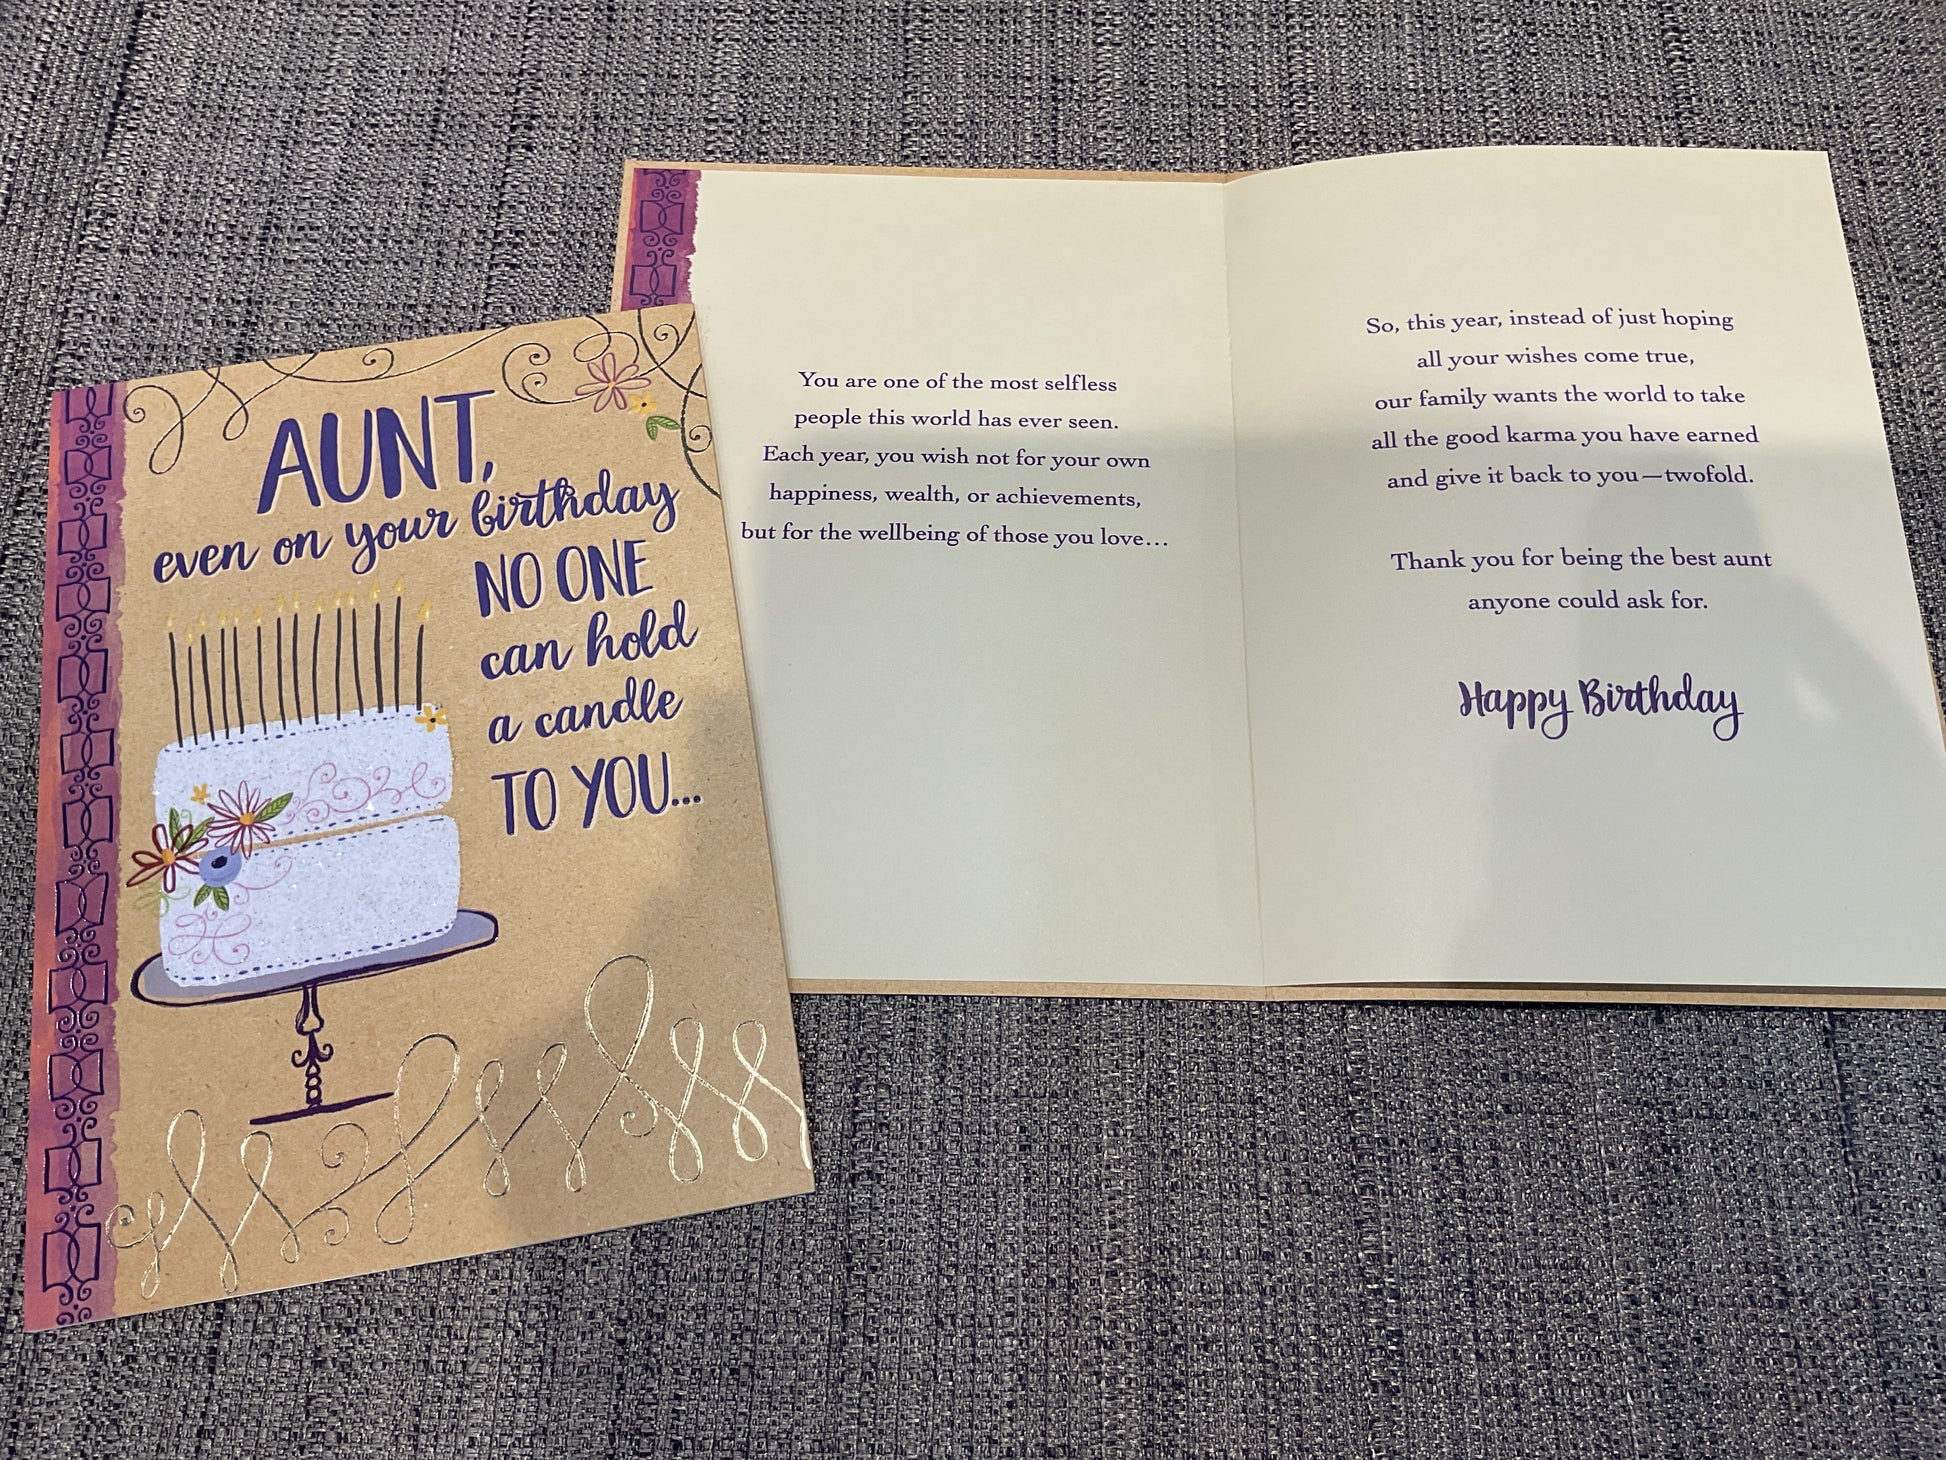 AUNT,
even on your birthday
NO ONE
can hold
a candle
TO YOU...
You are one of the most selfless
people this world has ever seen.
Each year, you wish not for your own
happiness, wealth, or achievements,
but for the wellbeing of those you love...
So, this year, instead of just hoping
all your wishes come true,
our family wants the world to take
all the good karma you have earned
and give it back to you—twofold.
Thank you for being the best aunt
anyone could ask for.
Happy Birthday